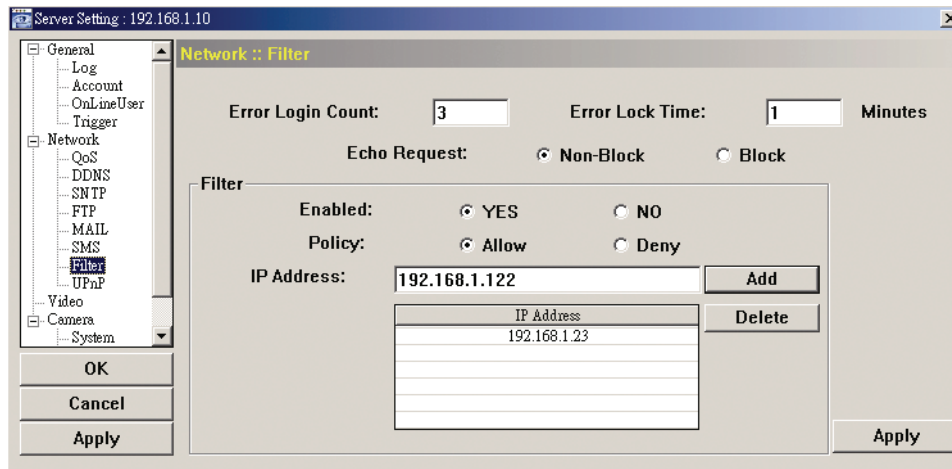 Server Setting : 192.168.1.10
General
Log
Account
OnLineUser
Trigger
Network
QoS
DDNS
SNTP
FTP
MAIL
SMS
Filter
UPnP
Video
Camera
System
OK
Cancel
Apply
Network :: Filter
Error Login Count: 3 Error Lock Time: 1 Minutes
Echo Request: Non-Block Block
Filter
Enabled: YES NO
Policy: Allow Deny
IP Address: 192.168.1.122 Add
IP Address Delete
192.168.1.23
Apply